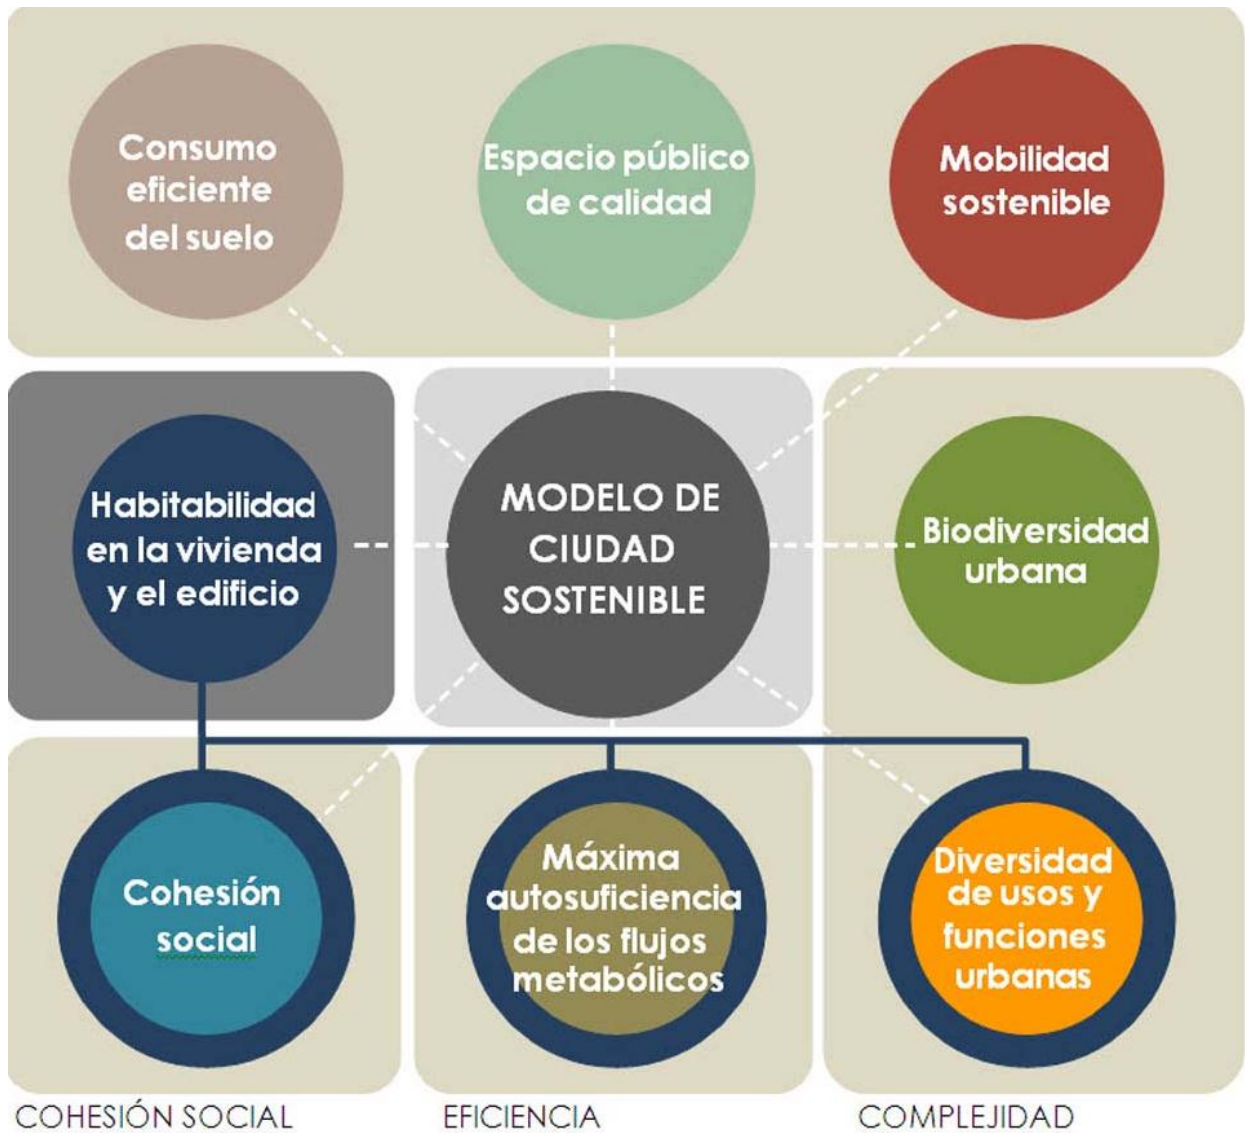 Consumo
eficiente
del suelo
Espacio público
de calidad
Mobilidad
sostenible
Habitabilidad
en la vivienda
y el edificio
MODELO DE
CIUDAD
SOSTENIBLE
Biodiversidad
urbana
Cohesión
social
Máxima
autosuficiencia
de los flujos
metabólicos
Diversidad
de usos y
funciones
urbanas
COHESIÓN SOCIAL
EFICIENCIA
COMPLEJIDAD